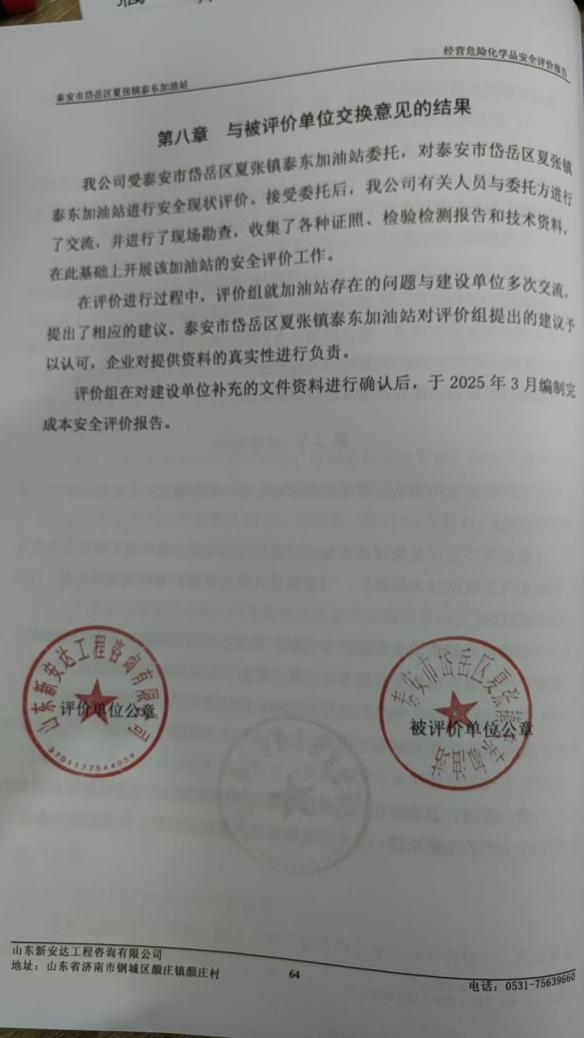 泰安市岱岳区夏张镇泰东加油站
经营危险化学品安全评价报告
第八章 与被评价单位交换意见的结果
我公司受泰安市岱岳区夏张镇泰东加油站委托，对泰安市岱岳区夏张镇
泰东加油站进行安全现状评价。接受委托后，我公司有关人员与委托方进行
了交流，并进行了现场勘查，收集了各种证照、检验检测报告和技术资料，
在此基础上开展该加油站的安全评价工作。
在评价进行过程中，评价组就加油站存在的问题与建设单位多次交流，
提出了相应的建议。泰安市岱岳区夏张镇泰东加油站对评价组提出的建议予
以认可，企业对提供资料的真实性进行负责。
评价组在对建设单位补充的文件资料进行确认后，于 2025 年 3 月编制完
成本安全评价报告。
山东新安达工程咨询有限公司
评价单位公章
3701177544059
泰安市岱岳区夏张镇泰东加油站
被评价单位公章
山东新安达工程咨询有限公司
地址：山东省济南市钢城区颜庄镇颜庄村
64
电话：0531-75639660